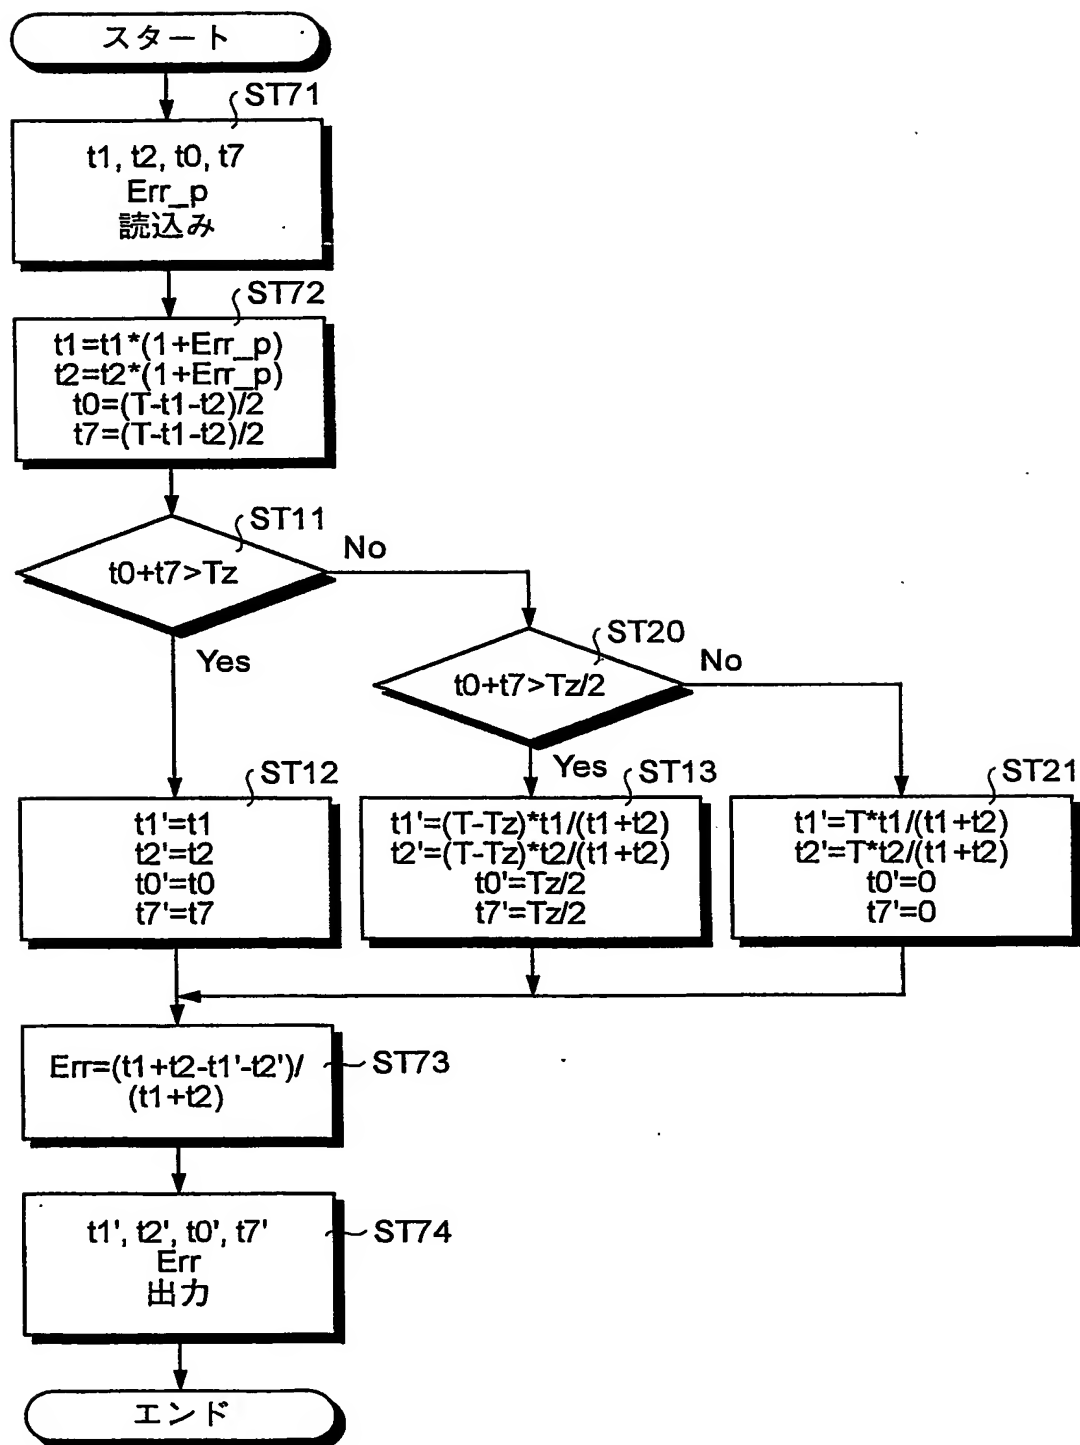 スタート
ST71
t1, t2, t0, t7
Err_p
読込み
ST72
t1=t1*(1+Err_p)
t2=t2*(1+Err_p)
t0=(T-t1-t2)/2
t7=(T-t1-t2)/2
ST11
t0+t7>Tz
No
Yes
ST20
t0+t7>Tz/2
No
Yes
ST12
t1'=t1
t2'=t2
t0'=t0
t7'=t7
ST13
t1'=(T-Tz)*t1/(t1+t2)
t2'=(T-Tz)*t2/(t1+t2)
t0'=Tz/2
t7'=Tz/2
ST21
t1'=T*t1/(t1+t2)
t2'=T*t2/(t1+t2)
t0'=0
t7'=0
Err=(t1+t2-t1'-t2')/
(t1+t2)
ST73
t1', t2', t0', t7'
Err
出力
ST74
エンド